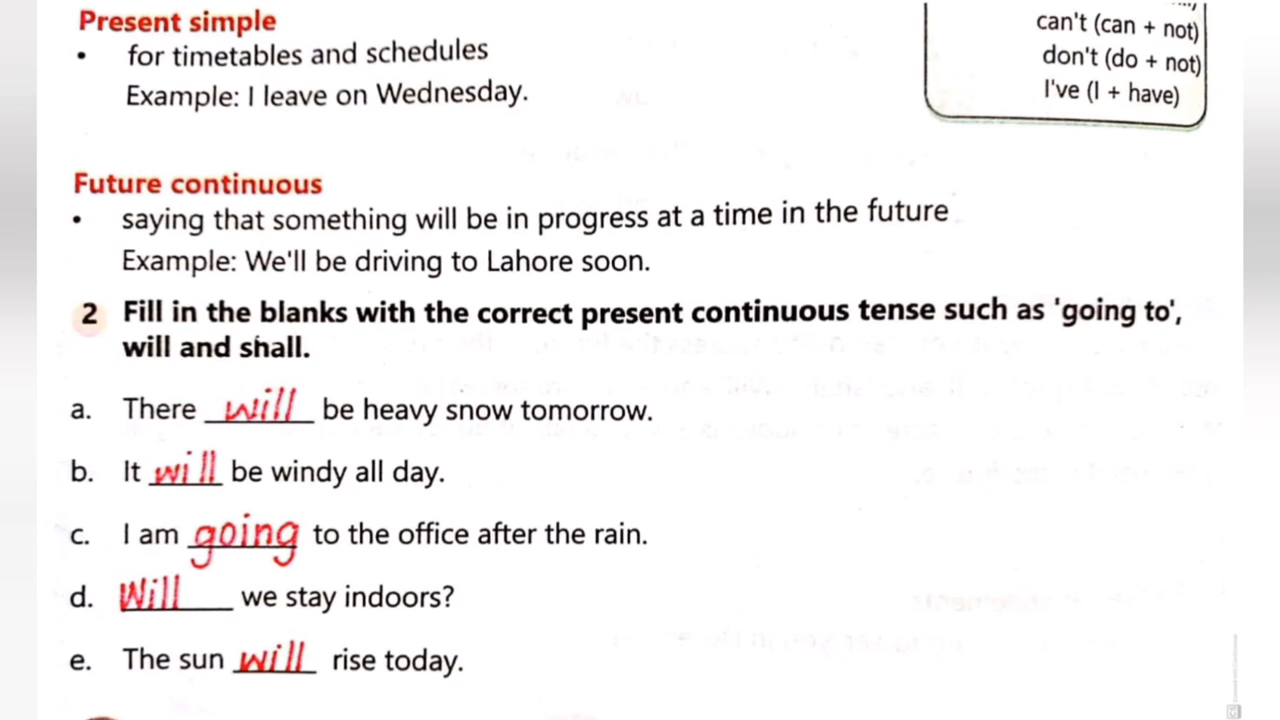 Present simple
• for timetables and schedules
Example: I leave on Wednesday.
can't (can + not)
don't (do + not)
I've (I + have)
Future continuous
• saying that something will be in progress at a time in the future
Example: We'll be driving to Lahore soon.
2 Fill in the blanks with the correct present continuous tense such as 'going to',
will and shall.
a. There will be heavy snow tomorrow.
b. It will be windy all day.
c. I am going to the office after the rain.
d. Will we stay indoors?
e. The sun will rise today.